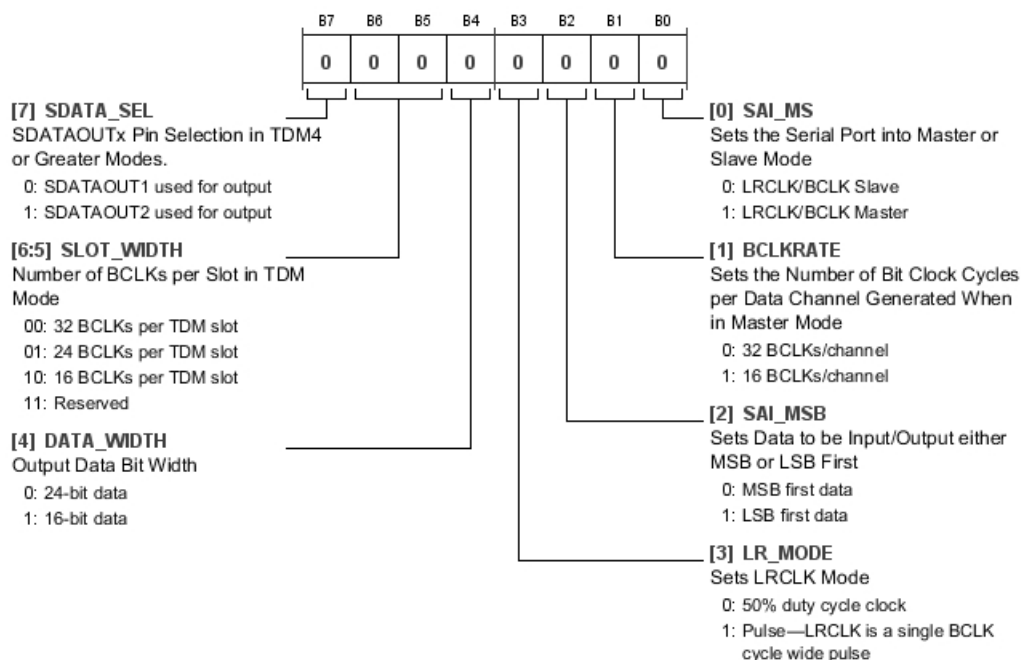 B7 B6 B5 B4 B3 B2 B1 B0
0 0 0 0 0 0 0 0
[7] SDATA_SEL
SDATAOUTx Pin Selection in TDM4
or Greater Modes.
0: SDATAOUT1 used for output
1: SDATAOUT2 used for output
[6:5] SLOT_WIDTH
Number of BCLKs per Slot in TDM
Mode
00: 32 BCLKs per TDM slot
01: 24 BCLKs per TDM slot
10: 16 BCLKs per TDM slot
11: Reserved
[4] DATA_WIDTH
Output Data Bit Width
0: 24-bit data
1: 16-bit data
[0] SAI_MS
Sets the Serial Port into Master or
Slave Mode
0: LRCLK/BCLK Slave
1: LRCLK/BCLK Master
[1] BCLKRATE
Sets the Number of Bit Clock Cycles
per Data Channel Generated When
in Master Mode
0: 32 BCLKs/channel
1: 16 BCLKs/channel
[2] SAI_MSB
Sets Data to be Input/Output either
MSB or LSB First
0: MSB first data
1: LSB first data
[3] LR_MODE
Sets LRCLK Mode
0: 50% duty cycle clock
1: Pulse—LRCLK is a single BCLK
cycle wide pulse